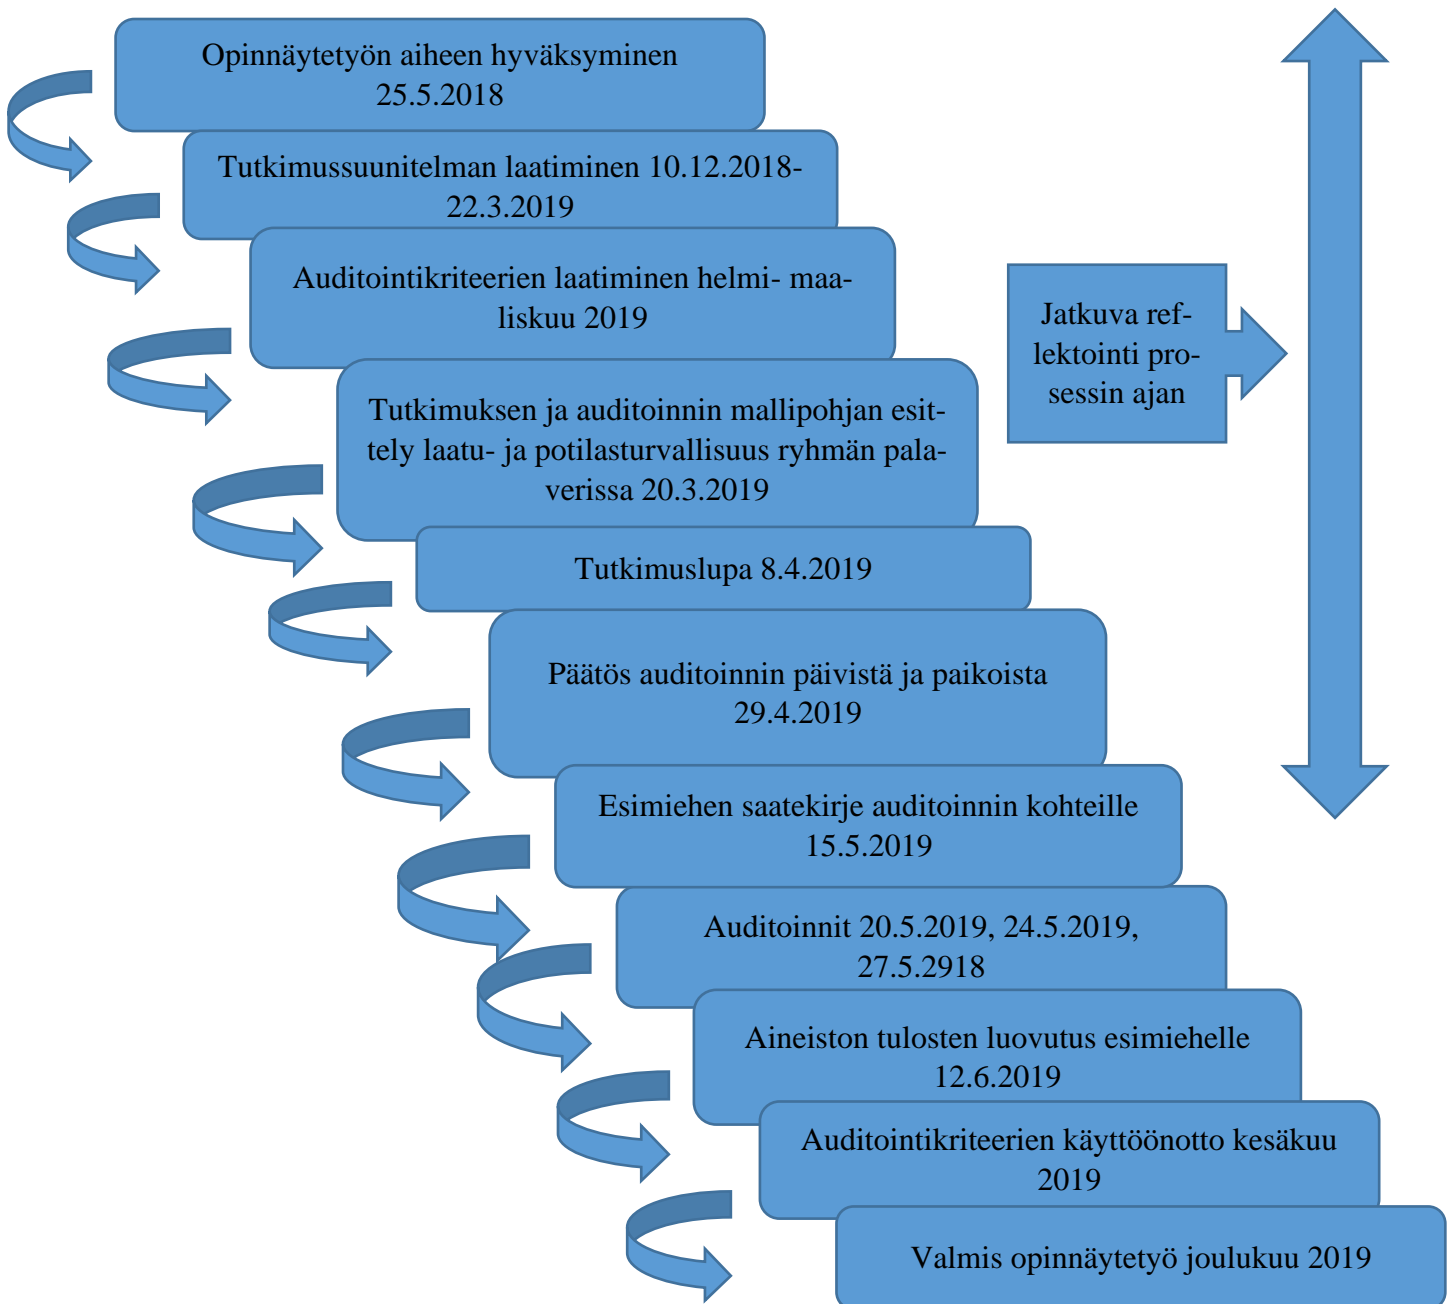 Opinnäytetyön aiheen hyväksyminen
25.5.2018
Tutkimussuunitelman laatiminen 10.12.2018-
22.3.2019
Auditointikriteerien laatiminen helmi- maa-
liskuu 2019
Tutkimuksen ja auditoinnin mallipohjan esit-
tely laatu- ja potilasturvallisuus ryhmän pala-
verissa 20.3.2019
Tutkimuslupa 8.4.2019
Päätös auditoinnin päivistä ja paikoista
29.4.2019
Esimiehen saatekirje auditoinnin kohteille
15.5.2019
Auditoinnit 20.5.2019, 24.5.2019,
27.5.2918
Aineiston tulosten luovutus esimiehelle
12.6.2019
Auditointikriteerien käyttöönotto kesäkuu
2019
Valmis opinnäytetyö joulukuu 2019
Jatkuva ref-
lektointi pro-
sessin ajan